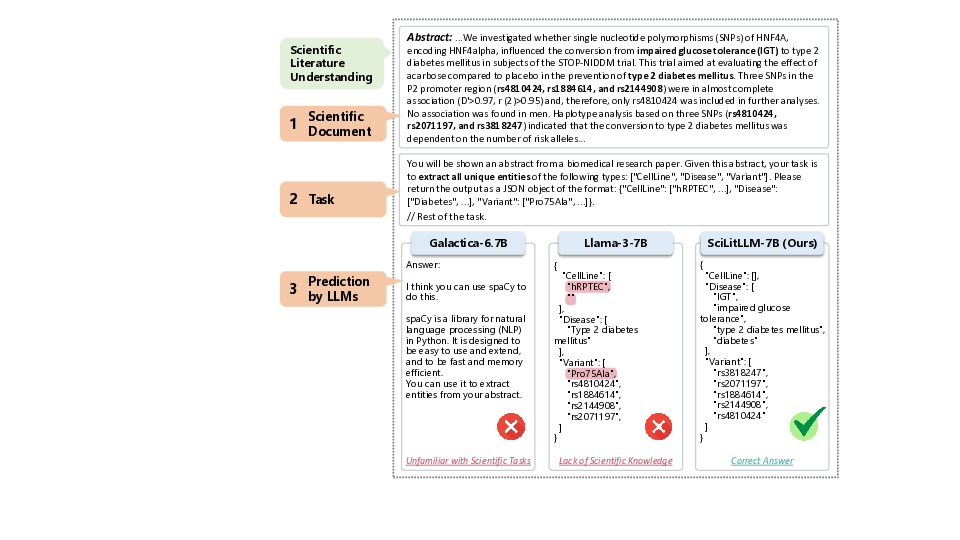 Scientific
Literature
Understanding
1 Scientific
Document
Abstract: ...We investigated whether single nucleotide polymorphisms (SNPs) of HNF4A,
encoding HNF4alpha, influenced the conversion from impaired glucose tolerance (IGT) to type 2
diabetes mellitus in subjects of the STOP-NIDDM trial. This trial aimed at evaluating the effect of
acarbose compared to placebo in the prevention of type 2 diabetes mellitus. Three SNPs in the
P2 promoter region (rs4810424, rs1884614, and rs2144908) were in almost complete
association (D'>0.97, r (2)>0.95) and, therefore, only rs4810424 was included in further analyses.
No association was found in men. Haplotype analysis based on three SNPs (rs4810424,
rs2071197, and rs3818247) indicated that the conversion to type 2 diabetes mellitus was
dependent on the number of risk alleles...
2 Task
You will be shown an abstract from a biomedical research paper. Given this abstract, your task is
to extract all unique entities of the following types: ["CellLine", "Disease", "Variant"]. Please
return the output as a JSON object of the format: {"CellLine": ["hRPTEC", ...], "Disease":
["Diabetes", ...], "Variant": ["Pro75Ala", ...]}.
// Rest of the task.
3 Prediction
by LLMs
Galactica-6.7B
Answer:
I think you can use spaCy to
do this.
spaCy is a library for natural
language processing (NLP)
in Python. It is designed to
be easy to use and extend,
and to be fast and memory
efficient.
You can use it to extract
entities from your abstract.
Unfamiliar with Scientific Tasks
Llama-3-7B
{
"CellLine": [
"hRPTEC",
""
],
"Disease": [
"Type 2 diabetes
mellitus"
],
"Variant": [
"Pro75Ala",
"rs4810424",
"rs1884614",
"rs2144908",
"rs2071197",
]
}
Lack of Scientific Knowledge
SciLitLLM-7B (Ours)
{
"CellLine": [],
"Disease": [
"IGT",
"impaired glucose
tolerance",
"type 2 diabetes mellitus",
"diabetes"
],
"Variant": [
"rs3818247",
"rs2071197",
"rs1884614",
"rs2144908",
"rs4810424"
]
}
Correct Answer